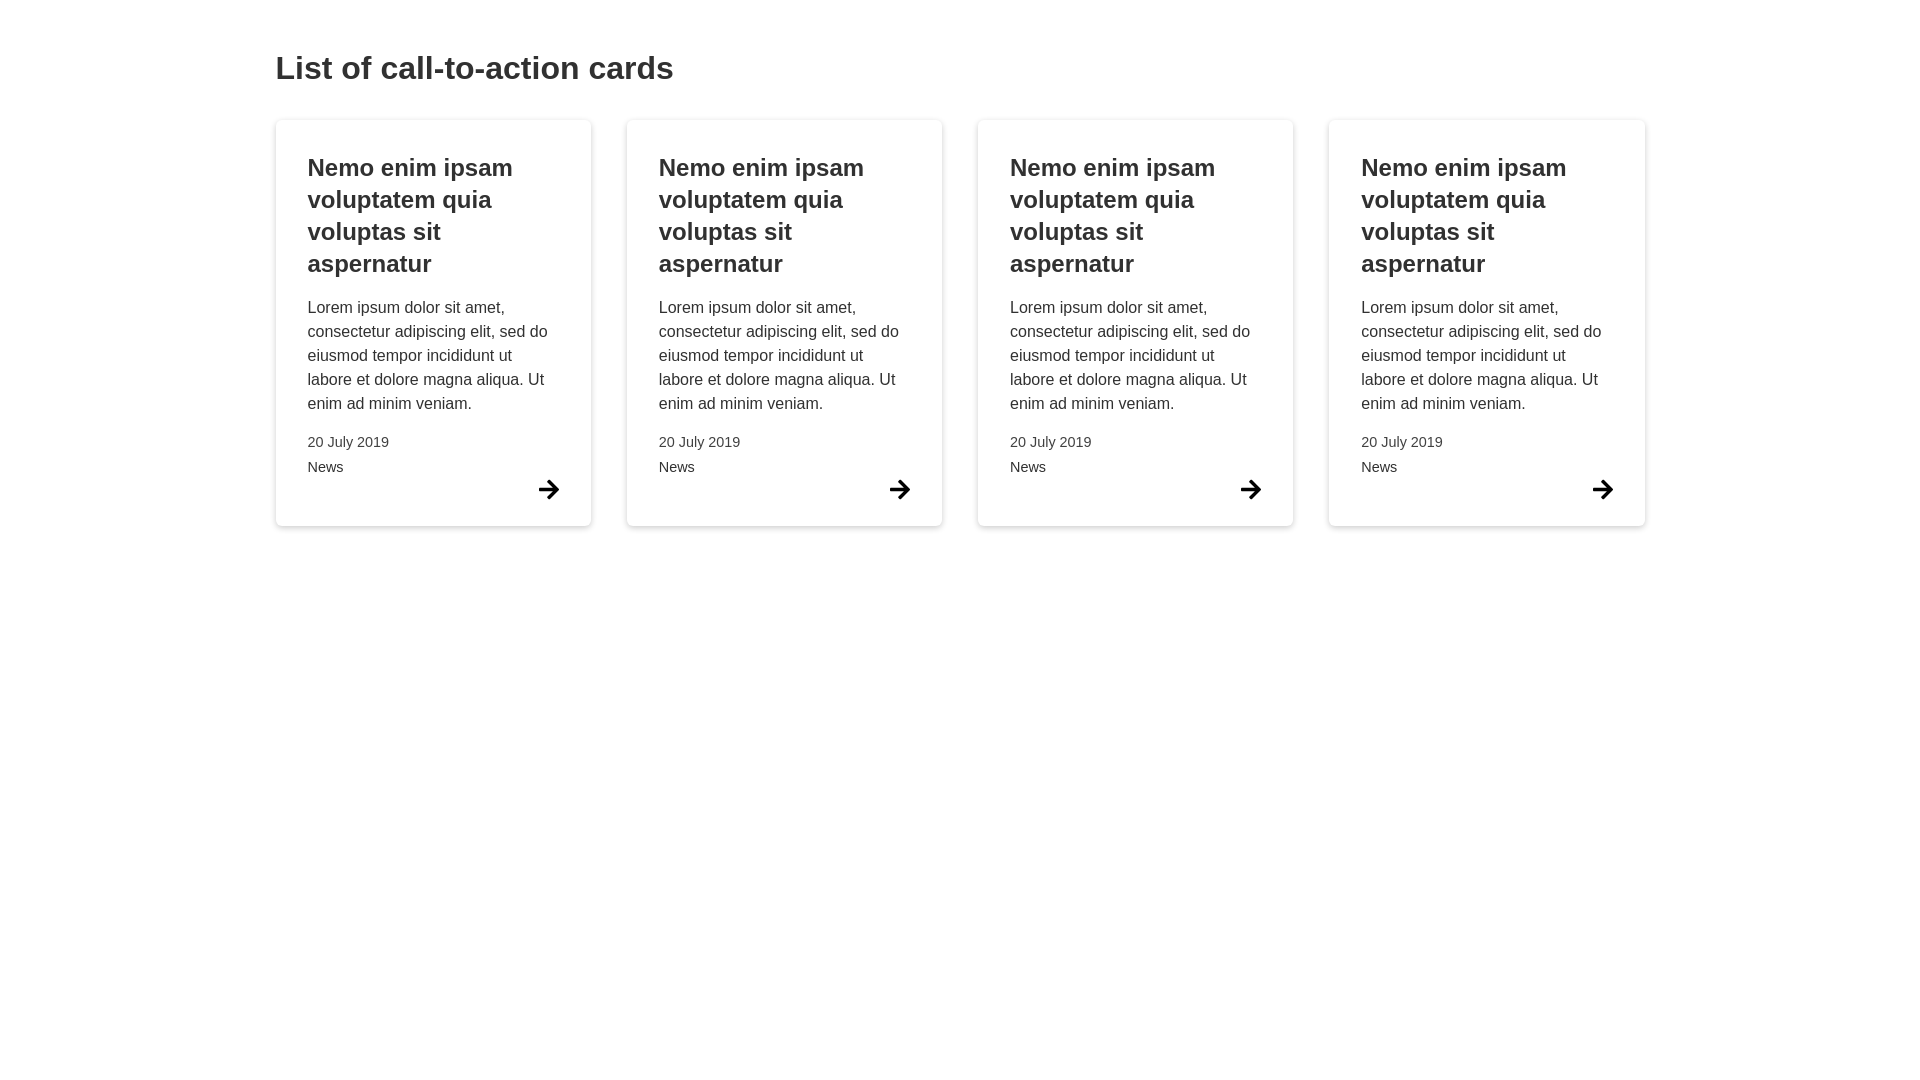 List of call-to-action cards
Nemo enim ipsam
voluptatem quia
voluptas sit
aspernatur
Lorem ipsum dolor sit amet,
consectetur adipiscing elit, sed do
eiusmod tempor incididunt ut
labore et dolore magna aliqua. Ut
enim ad minim veniam.
20 July 2019
News
Nemo enim ipsam
voluptatem quia
voluptas sit
aspernatur
Lorem ipsum dolor sit amet,
consectetur adipiscing elit, sed do
eiusmod tempor incididunt ut
labore et dolore magna aliqua. Ut
enim ad minim veniam.
20 July 2019
News
Nemo enim ipsam
voluptatem quia
voluptas sit
aspernatur
Lorem ipsum dolor sit amet,
consectetur adipiscing elit, sed do
eiusmod tempor incididunt ut
labore et dolore magna aliqua. Ut
enim ad minim veniam.
20 July 2019
News
Nemo enim ipsam
voluptatem quia
voluptas sit
aspernatur
Lorem ipsum dolor sit amet,
consectetur adipiscing elit, sed do
eiusmod tempor incididunt ut
labore et dolore magna aliqua. Ut
enim ad minim veniam.
20 July 2019
News